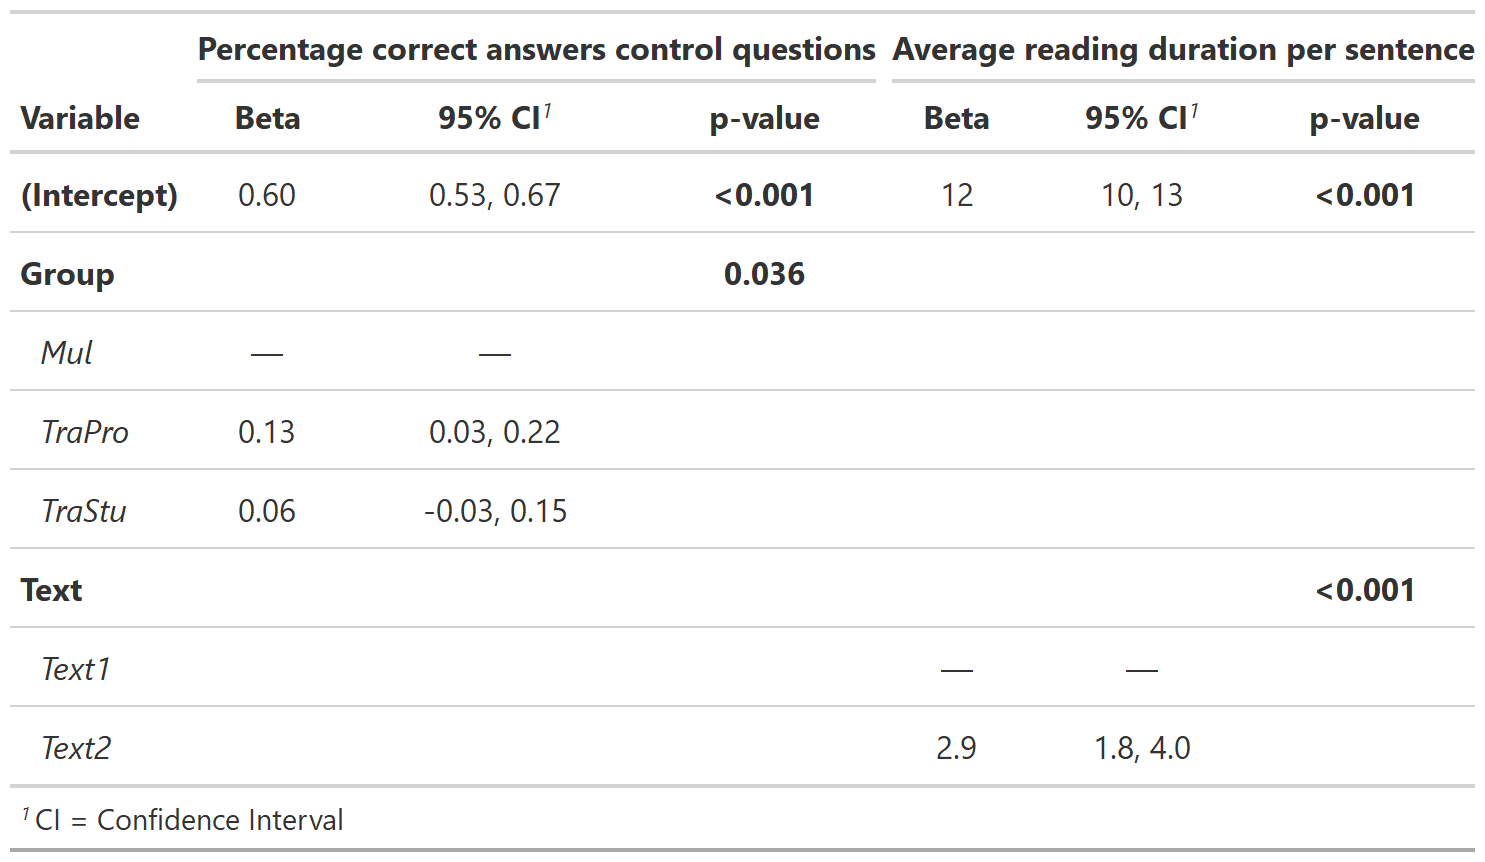 Percentage correct answers control questions Average reading duration per sentence
Variable Beta 95% CI¹ p-value Beta 95% CI¹ p-value
(Intercept) 0.60 0.53, 0.67 <0.001 12 10, 13 <0.001
Group 0.036
Mul — —
TraPro 0.13 0.03, 0.22
TraStu 0.06 -0.03, 0.15
Text <0.001
Text1 — —
Text2 2.9 1.8, 4.0
¹ CI = Confidence Interval